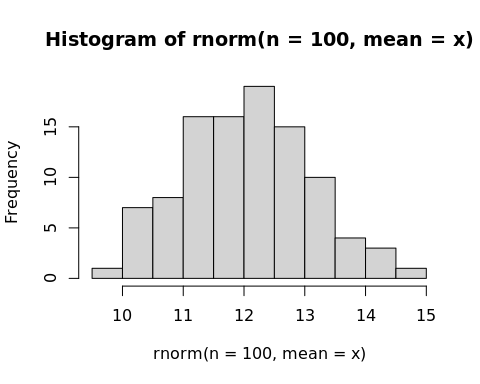 Histogram of rnorm(n = 100, mean = x)
Frequency
15
10
5
0
10 11 12 13 14 15
rnorm(n = 100, mean = x)